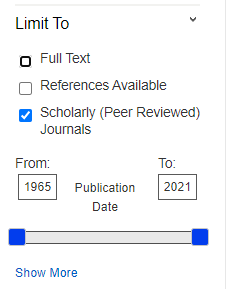 Limit To
Full Text
References Available
Scholarly (Peer Reviewed)
Journals
From: To:
1965 Publication 2021
Date
Show More